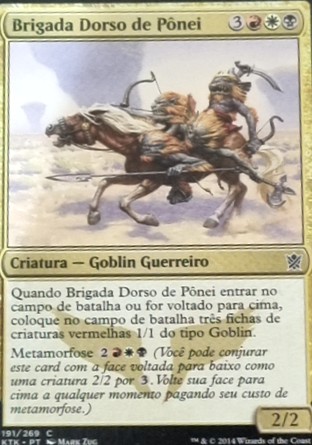 Brigada Dorso de Pônei 3
Criatura — Goblin Guerreiro
Quando Brigada Dorso de Pônei entrar no
campo de batalha ou for voltado para cima,
coloque no campo de batalha três fichas de
criaturas vermelhas 1/1 do tipo Goblin.
Metamorfose 2 (Você pode conjurar
este card com a face voltada para baixo
como uma criatura 2/2 por 3. Volte sua face
para cima a qualquer momento pagando seu custo de
metamorfose.)
2/2
191/269 C
KTK • PT MARK ZUG
™ & © 2014 Wizards of the Coast